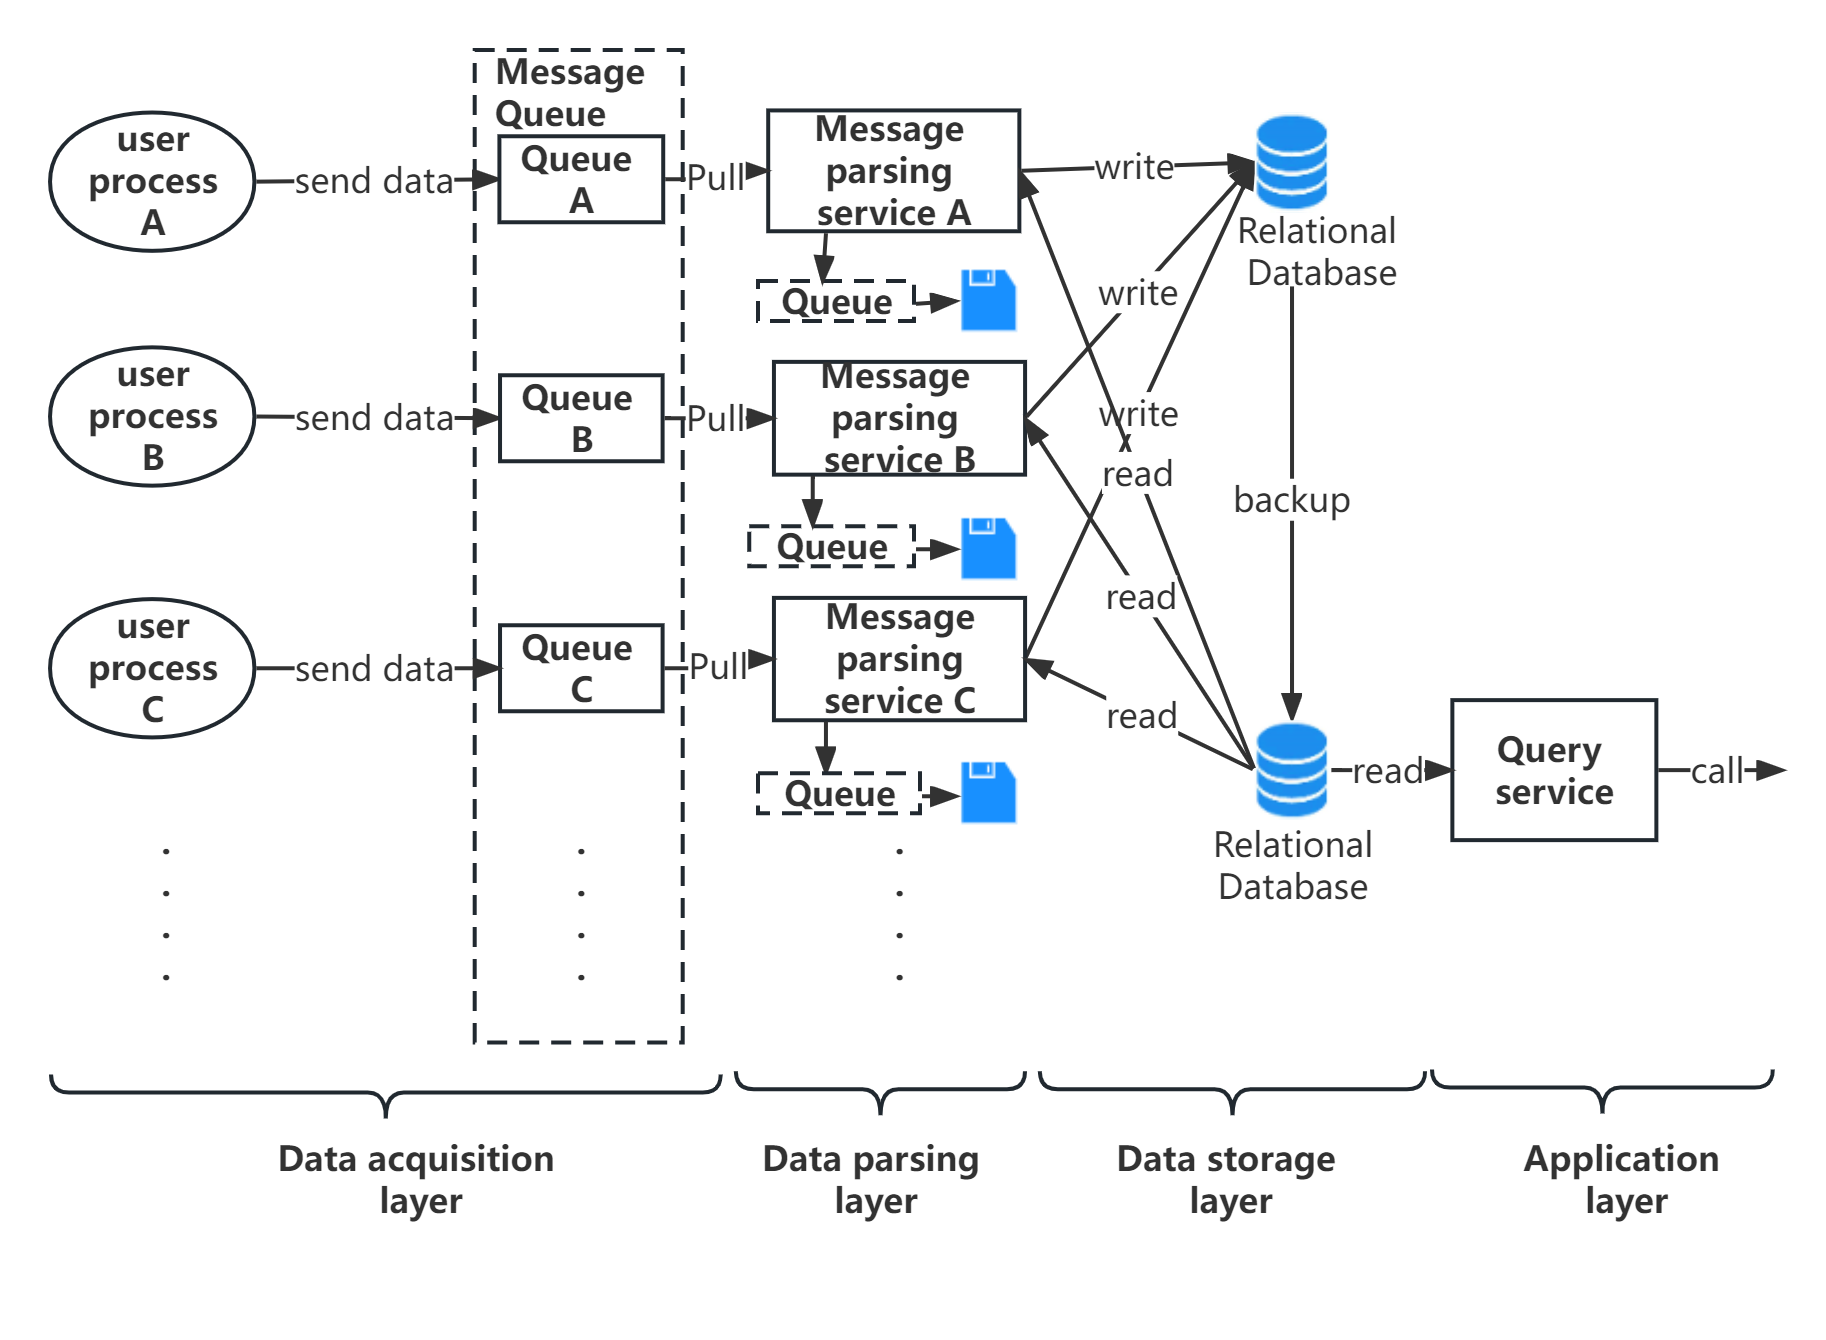 Message
Queue
user
process
A
send data
Queue
A
Pull
Message
parsing
service A
write
Relational
Database
Queue
write
user
process
B
send data
Queue
B
Pull
Message
parsing
service B
write
read
backup
Queue
read
user
process
C
send data
Queue
C
Pull
Message
parsing
service C
read
Queue
read
Query
service
call
Relational
Database
Data acquisition
layer
Data parsing
layer
Data storage
layer
Application
layer